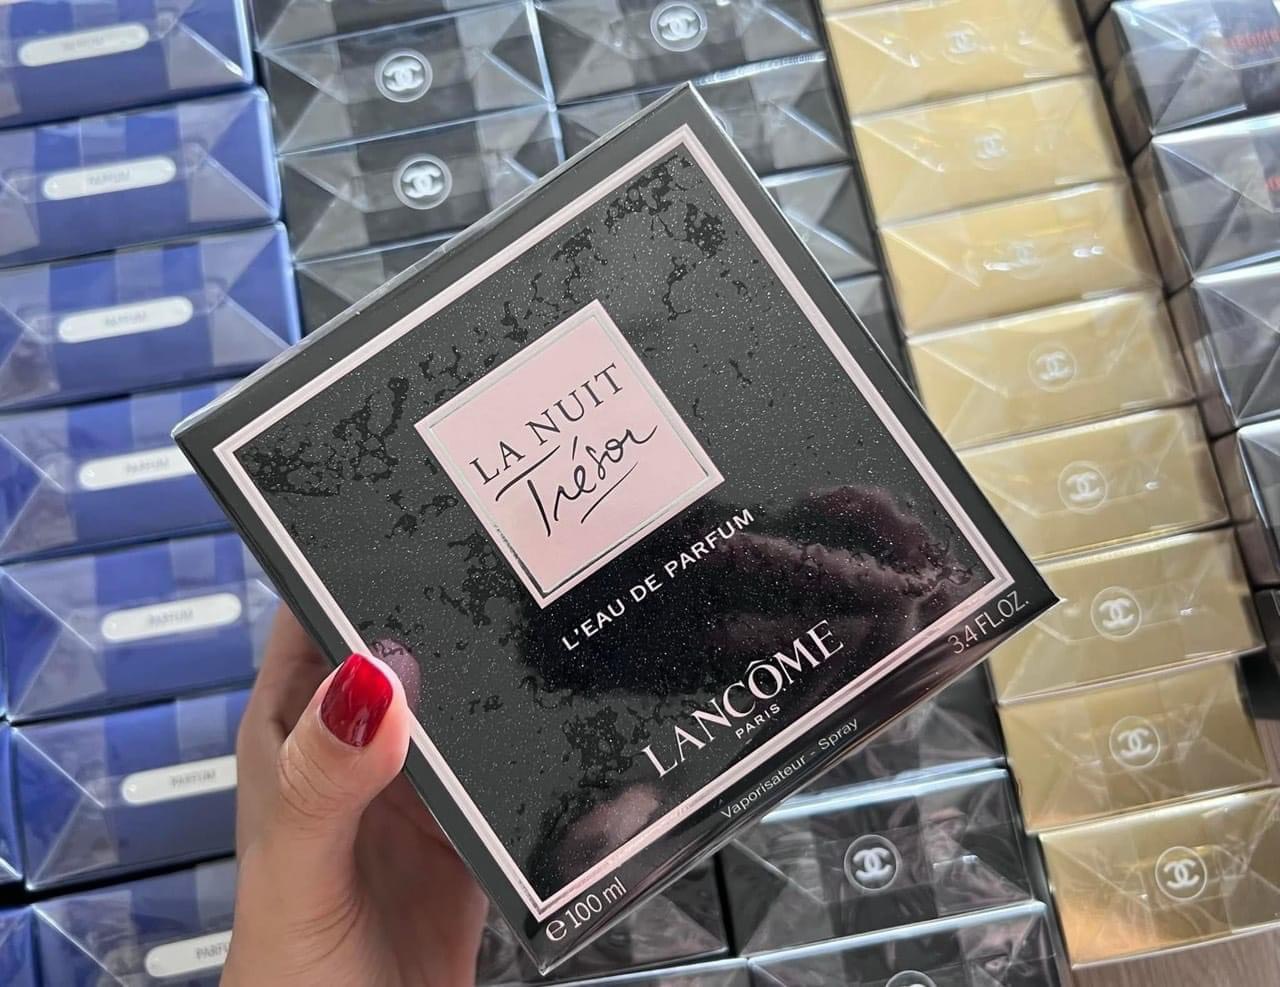 LA NUIT
Trésor
L'EAU DE PARFUM
LANCÔME
PARIS
Vaporisateur - Spray
e 100 ml
3.4 FL.OZ.
PARFUM
PARFUM
PARFUM
PARFUM
PARFUM
PARFUM